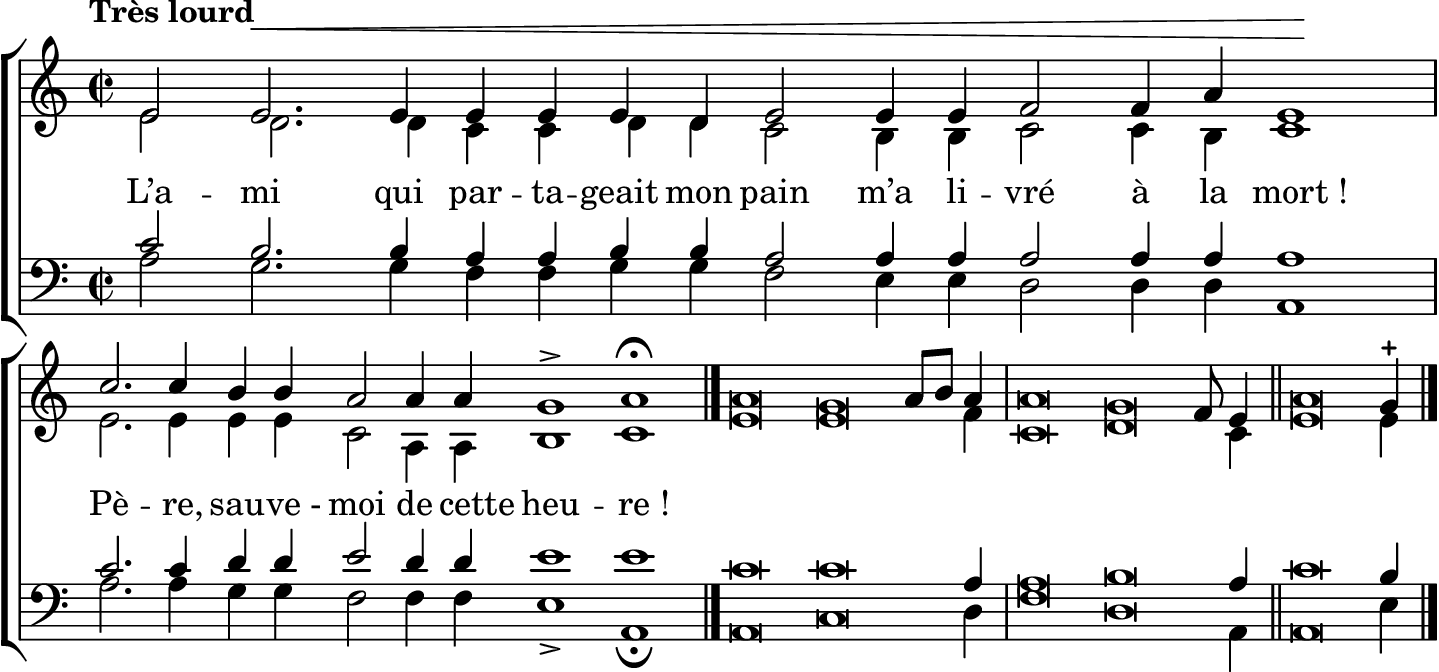 Très lourd
L’a -- mi qui par -- ta -- geait mon pain m’a li -- vré à la mort !
Pè -- re, sauve - moi de cette heu -- re !